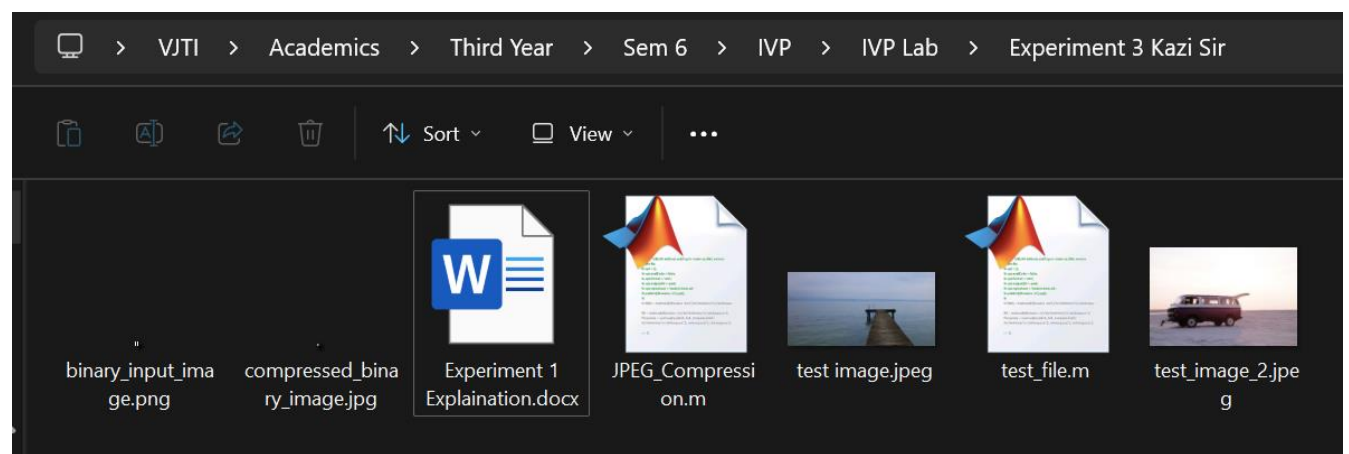 > VJTI > Academics > Third Year > Sem 6 > IVP > IVP Lab > Experiment 3 Kazi Sir
Sort View
binary_input_ima
ge.png
compressed_bina
ry_image.jpg
W
Experiment 1
Explaination.docx
JPEG_Compressi
on.m
test image.jpeg
test_file.m
test_image_2.jpe
g